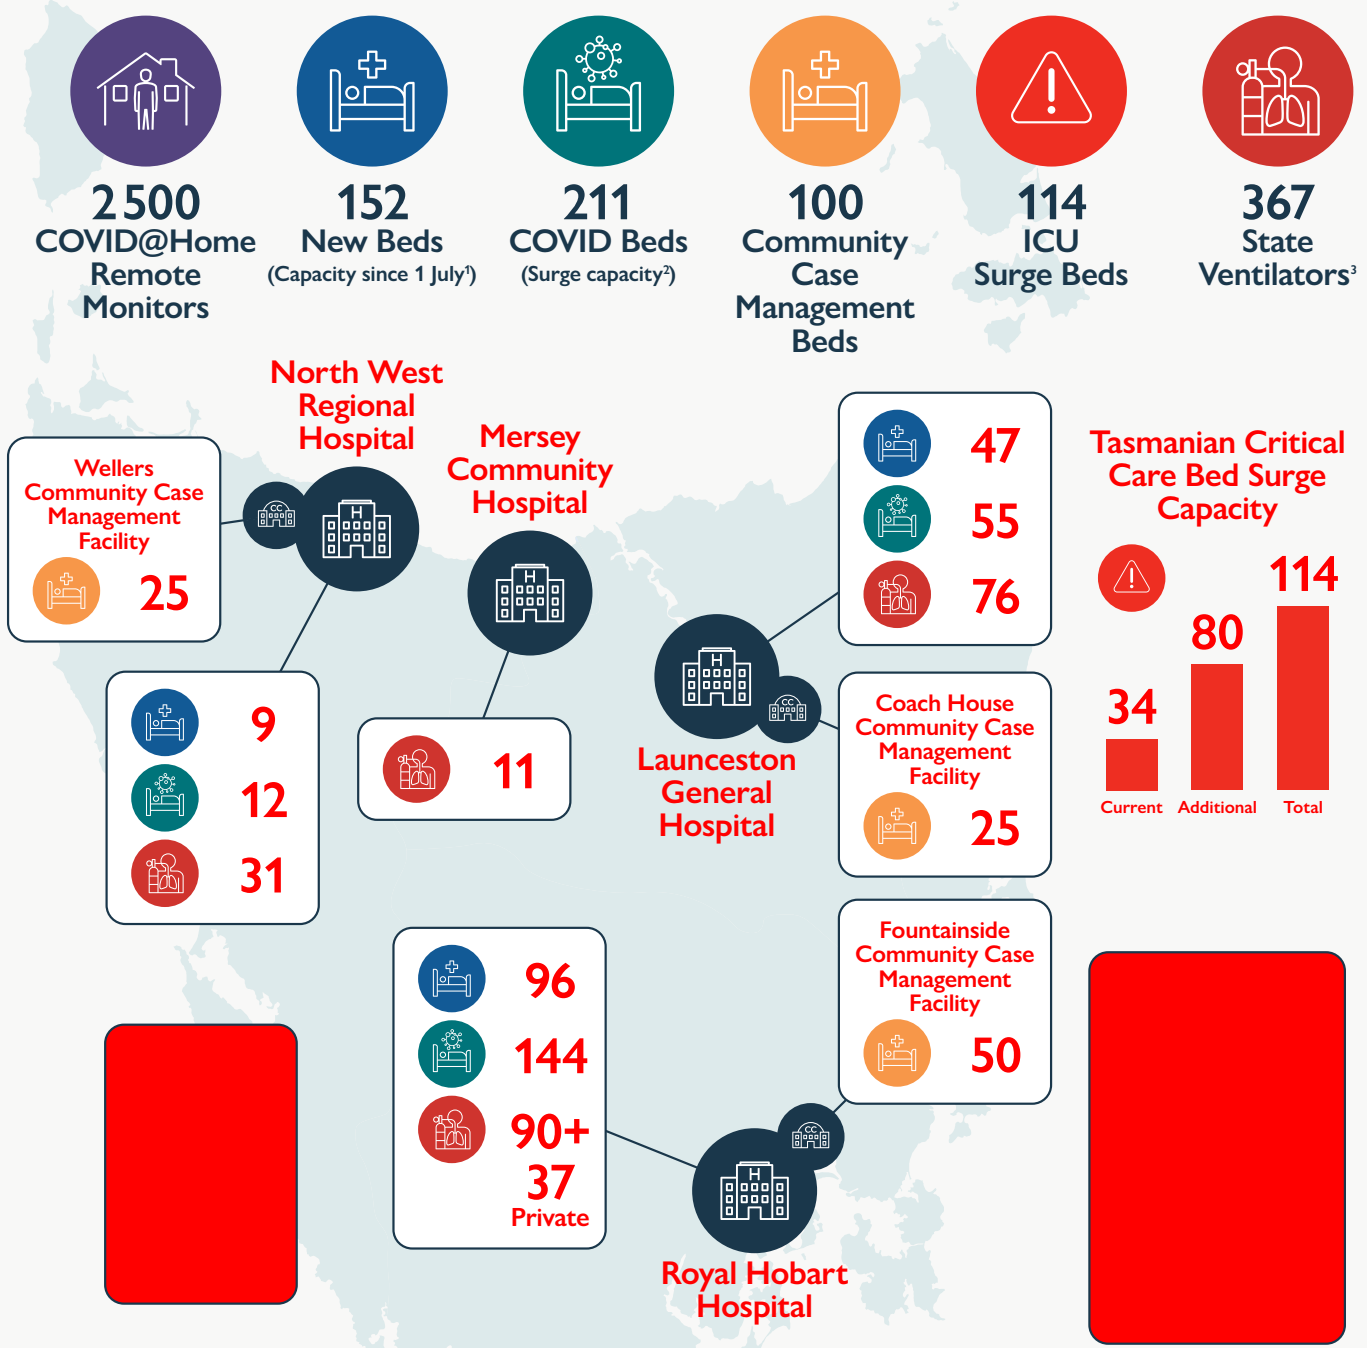 2 500
COVID@Home
Remote
Monitors
152
New Beds
(Capacity since 1 July¹)
211
COVID Beds
(Surge capacity²)
100
Community
Case
Management
Beds
114
ICU
Surge Beds
367
State
Ventilators³
North West
Regional
Hospital
H
CC
Wellers
Community Case
Management
Facility
25
9
12
31
Mersey
Community
Hospital
H
11
47
55
76
H
CC
Launceston
General
Hospital
Coach House
Community Case
Management
Facility
25
Tasmanian Critical
Care Bed Surge
Capacity
34
80
114
Current
Additional
Total
Fountainside
Community Case
Management
Facility
50
96
144
90+
37
Private
CC
H
Royal Hobart
Hospital